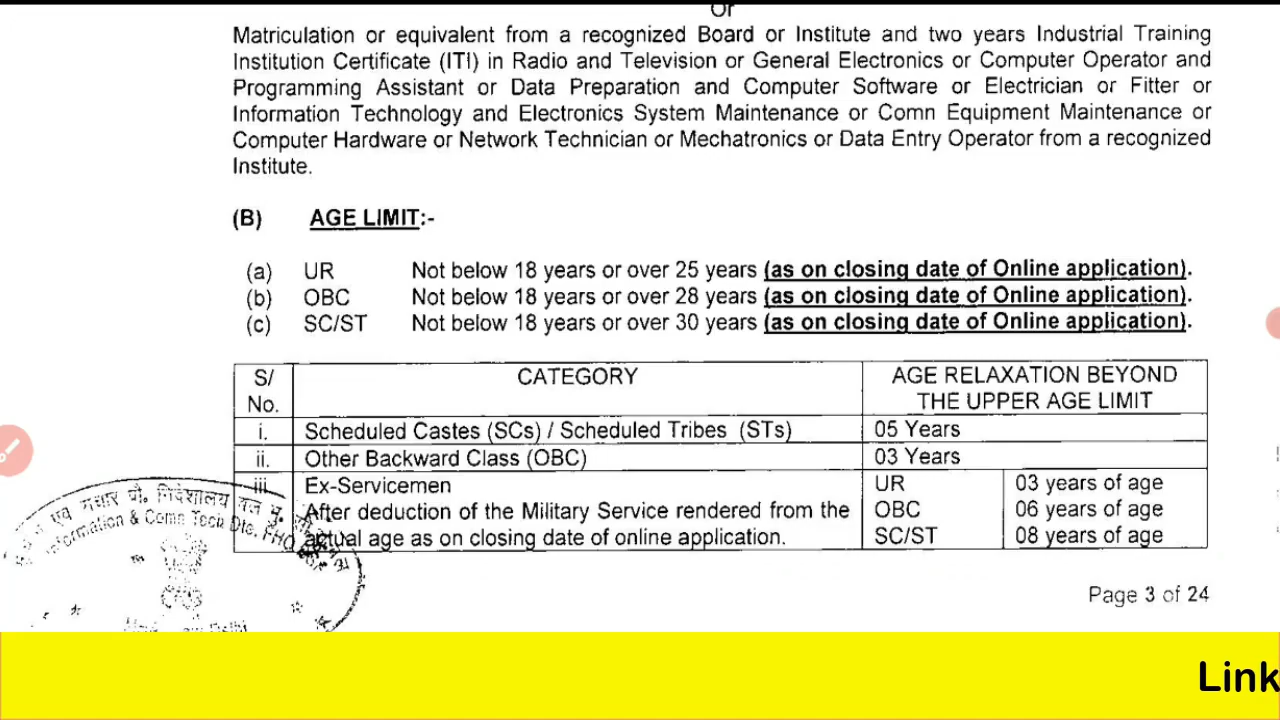 Or
Matriculation or equivalent from a recognized Board or Institute and two years Industrial Training
Institution Certificate (ITI) in Radio and Television or General Electronics or Computer Operator and
Programming Assistant or Data Preparation and Computer Software or Electrician or Fitter or
Information Technology and Electronics System Maintenance or Comn Equipment Maintenance or
Computer Hardware or Network Technician or Mechatronics or Data Entry Operator from a recognized
Institute.
(B) AGE LIMIT:-
(a) UR Not below 18 years or over 25 years (as on closing date of Online application).
(b) OBC Not below 18 years or over 28 years (as on closing date of Online application).
(c) SC/ST Not below 18 years or over 30 years (as on closing date of Online application).
S/ No. CATEGORY AGE RELAXATION BEYOND
THE UPPER AGE LIMIT
i. Scheduled Castes (SCs) / Scheduled Tribes (STs) 05 Years
ii. Other Backward Class (OBC) 03 Years
iii Ex-Servicemen UR 03 years of age
After deduction of the Military Service rendered from the OBC 06 years of age
actual age as on closing date of online application. SC/ST 08 years of age
एवं संचार प्रौ. निदेशालय
Information & Comn Tech Dte. FHQ
Page 3 of 24
Link